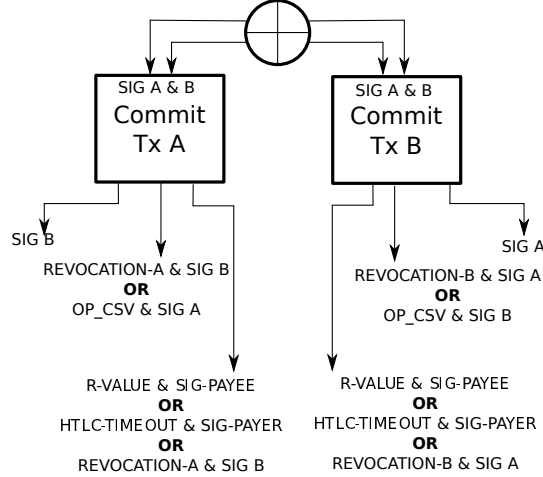 SIG A & B
Commit
Tx A
SIG A & B
Commit
Tx B
SIG B
REVOCATION-A & SIG B
OR
OP_CSV & SIG A
SIG A
REVOCATION-B & SIG A
OR
OP_CSV & SIG B
R-VALUE & SIG-PAYEE
OR
HTLC-TIMEOUT & SIG-PAYER
OR
REVOCATION-A & SIG B
R-VALUE & SIG-PAYEE
OR
HTLC-TIMEOUT & SIG-PAYER
OR
REVOCATION-B & SIG A